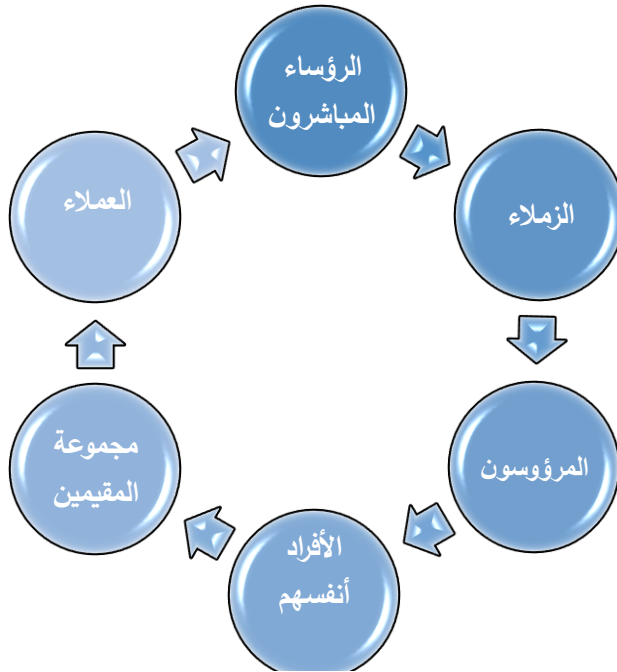 الرؤساء
المباشرون
الزملاء
المرؤوسون
الأفراد
أنفسهم
مجموعة
المقيمين
العملاء